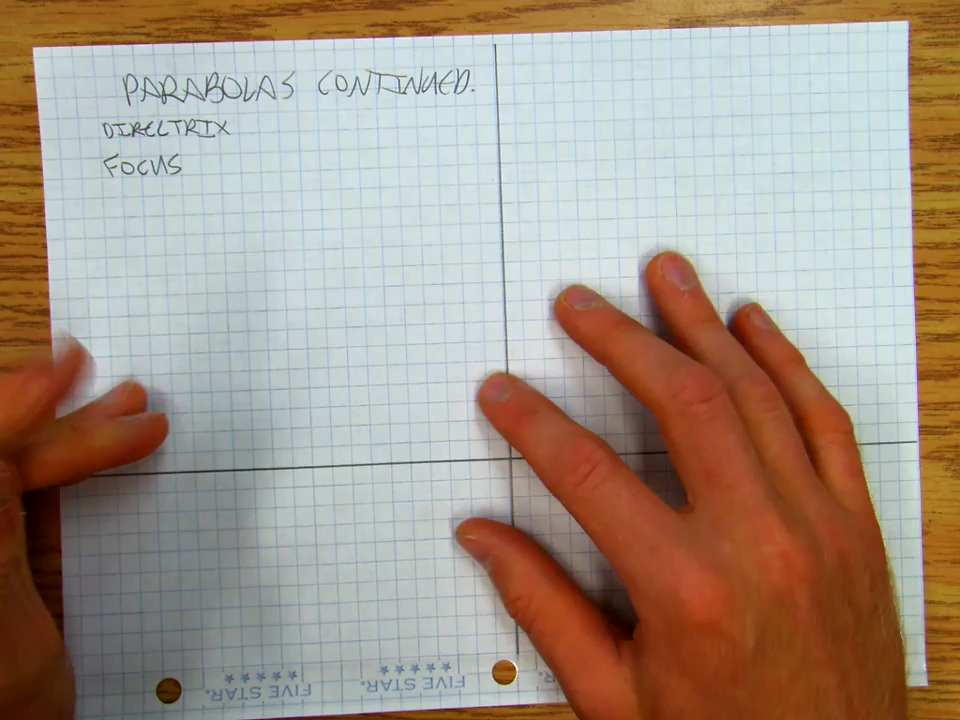 PARABOLAS CONTINUED.
DIRECTRIX
FOCUS
FIVE STAR. FIVE STAR.